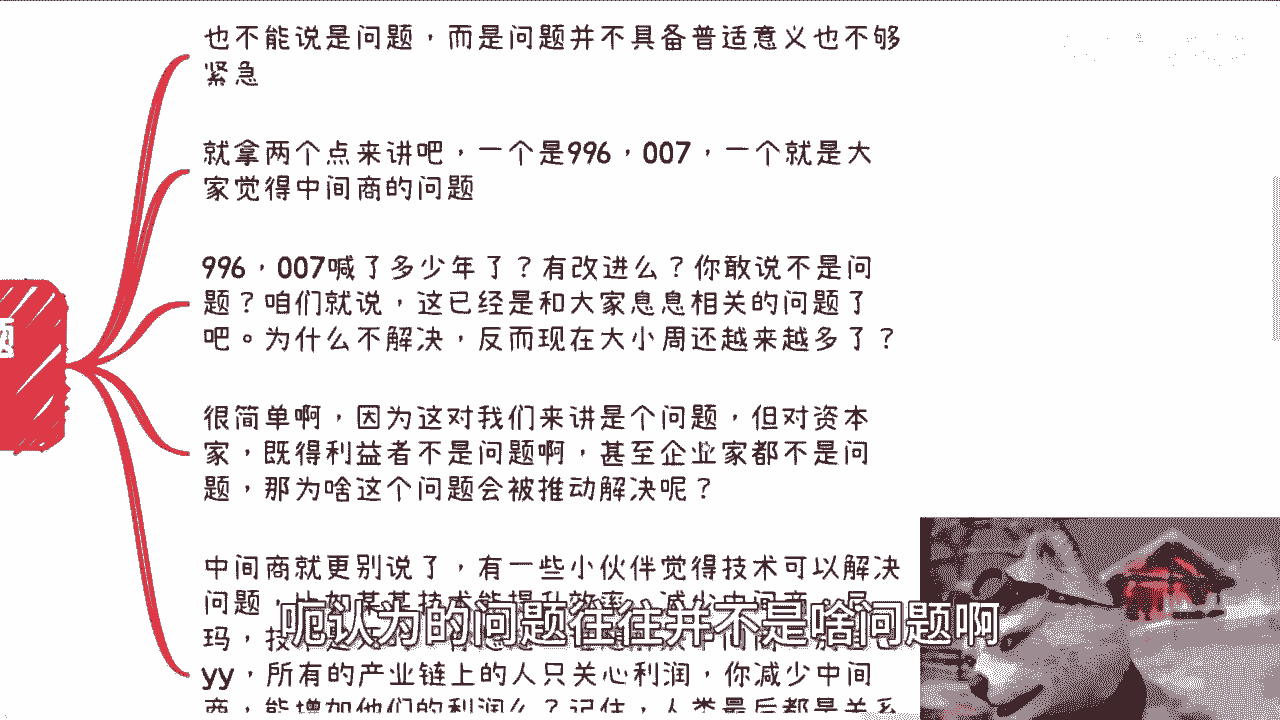 也不能说是问题，而是问题并不具备普适意义也不够
紧急
就拿两个点来讲吧，一个是996，007，一个就是大
家觉得中间商的问题
996，007喊了多少年了？有改进么？你敢说不是问
题？咱们就说，这已经是和大家息息相关的问题了
吧。为什么不解决，反而现在大小周还越来越多了？
很简单啊，因为这对我们来讲是个问题，但对资本
家，既得利益者不是问题啊，甚至企业家都不是问
题，那为啥这个问题会被推动解决呢？
题
中间商就更别说了，有一些小伙伴觉得技术可以解决
问题，比如某某技术能提升效率，减少中间商，尼
玛，技
呃认为的问题往往并不是啥问题啊
yy，所有的产业链上的人只关心利润，你减少中间
商，能增加他们的利润么？记住，人类最后都是关系